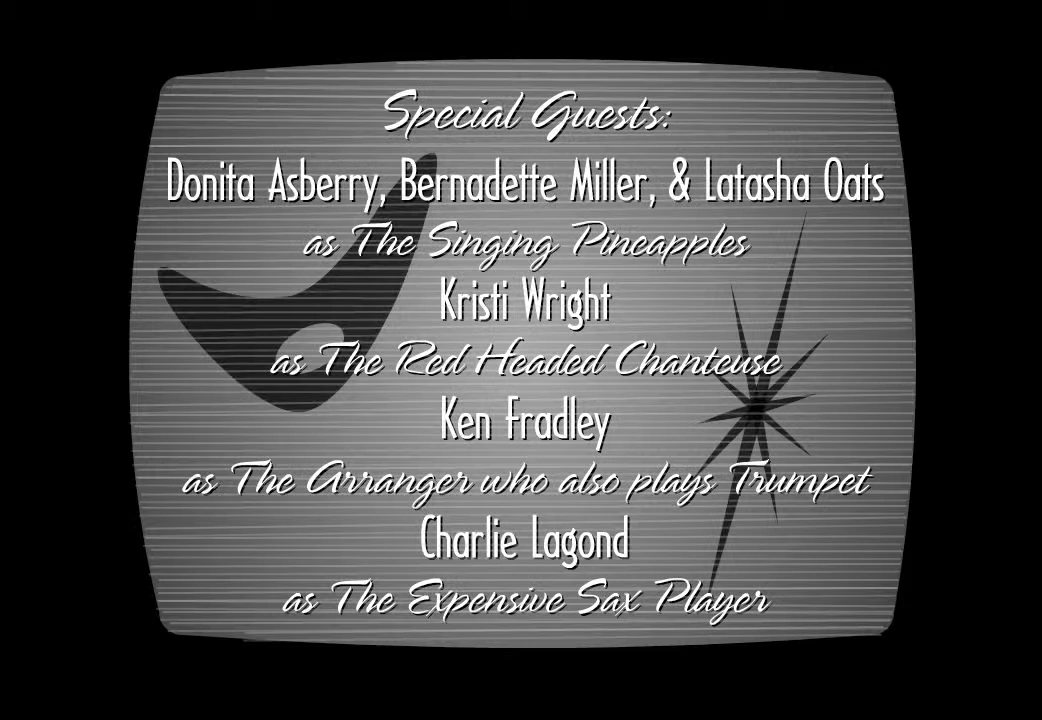 Special Guests:
Donita Asberry, Bernadette Miller, & Latasha Oats
as The Singing Pineapples
Kristi Wright
as The Red Headed Chanteuse
Ken Fradley
as The Arranger who also plays Trumpet
Charlie Lagond
as The Expensive Sax Player